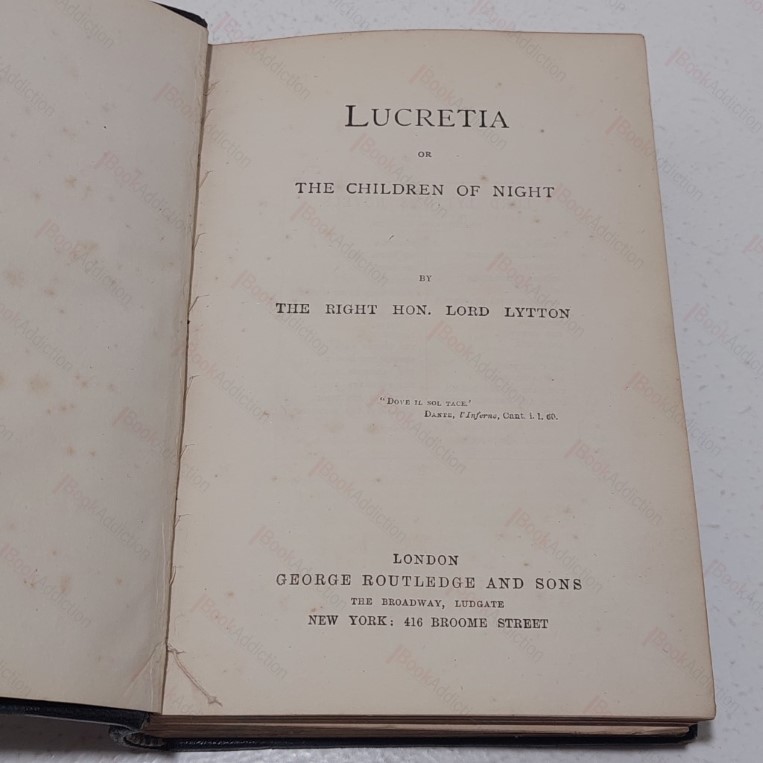 LUCRETIA
OR
THE CHILDREN OF NIGHT
BY
THE RIGHT HON. LORD LYTTON
"DOVE IL SOL TACE.'
DANTE, l'Inferno, Cant. i. l. 60.
LONDON
GEORGE ROUTLEDGE AND SONS
THE BROADWAY, LUDGATE
NEW YORK: 416 BROOME STREET
BookAddiction